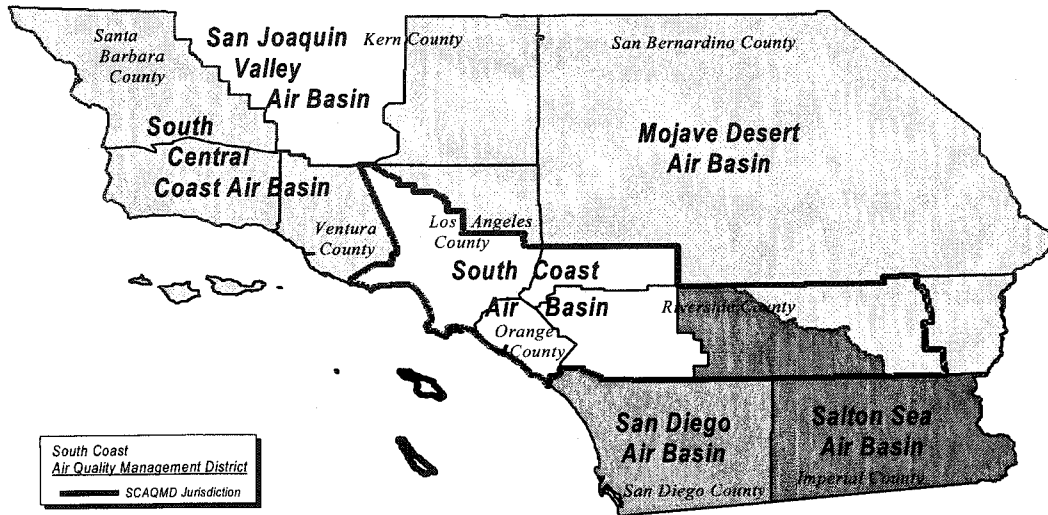 Santa
Barbara
County
San Joaquin
Valley
Air Basin
Kern County
San Bernardino County
South
Central
Coast Air Basin
Mojave Desert
Air Basin
Ventura
County
Los Angeles
County
South Coast
Air Basin
Riverside County
Orange
County
San Diego
Air Basin
San Diego County
Salton Sea
Air Basin
Imperial County
South Coast
Air Quality Management District
SCAQMD Jurisdiction